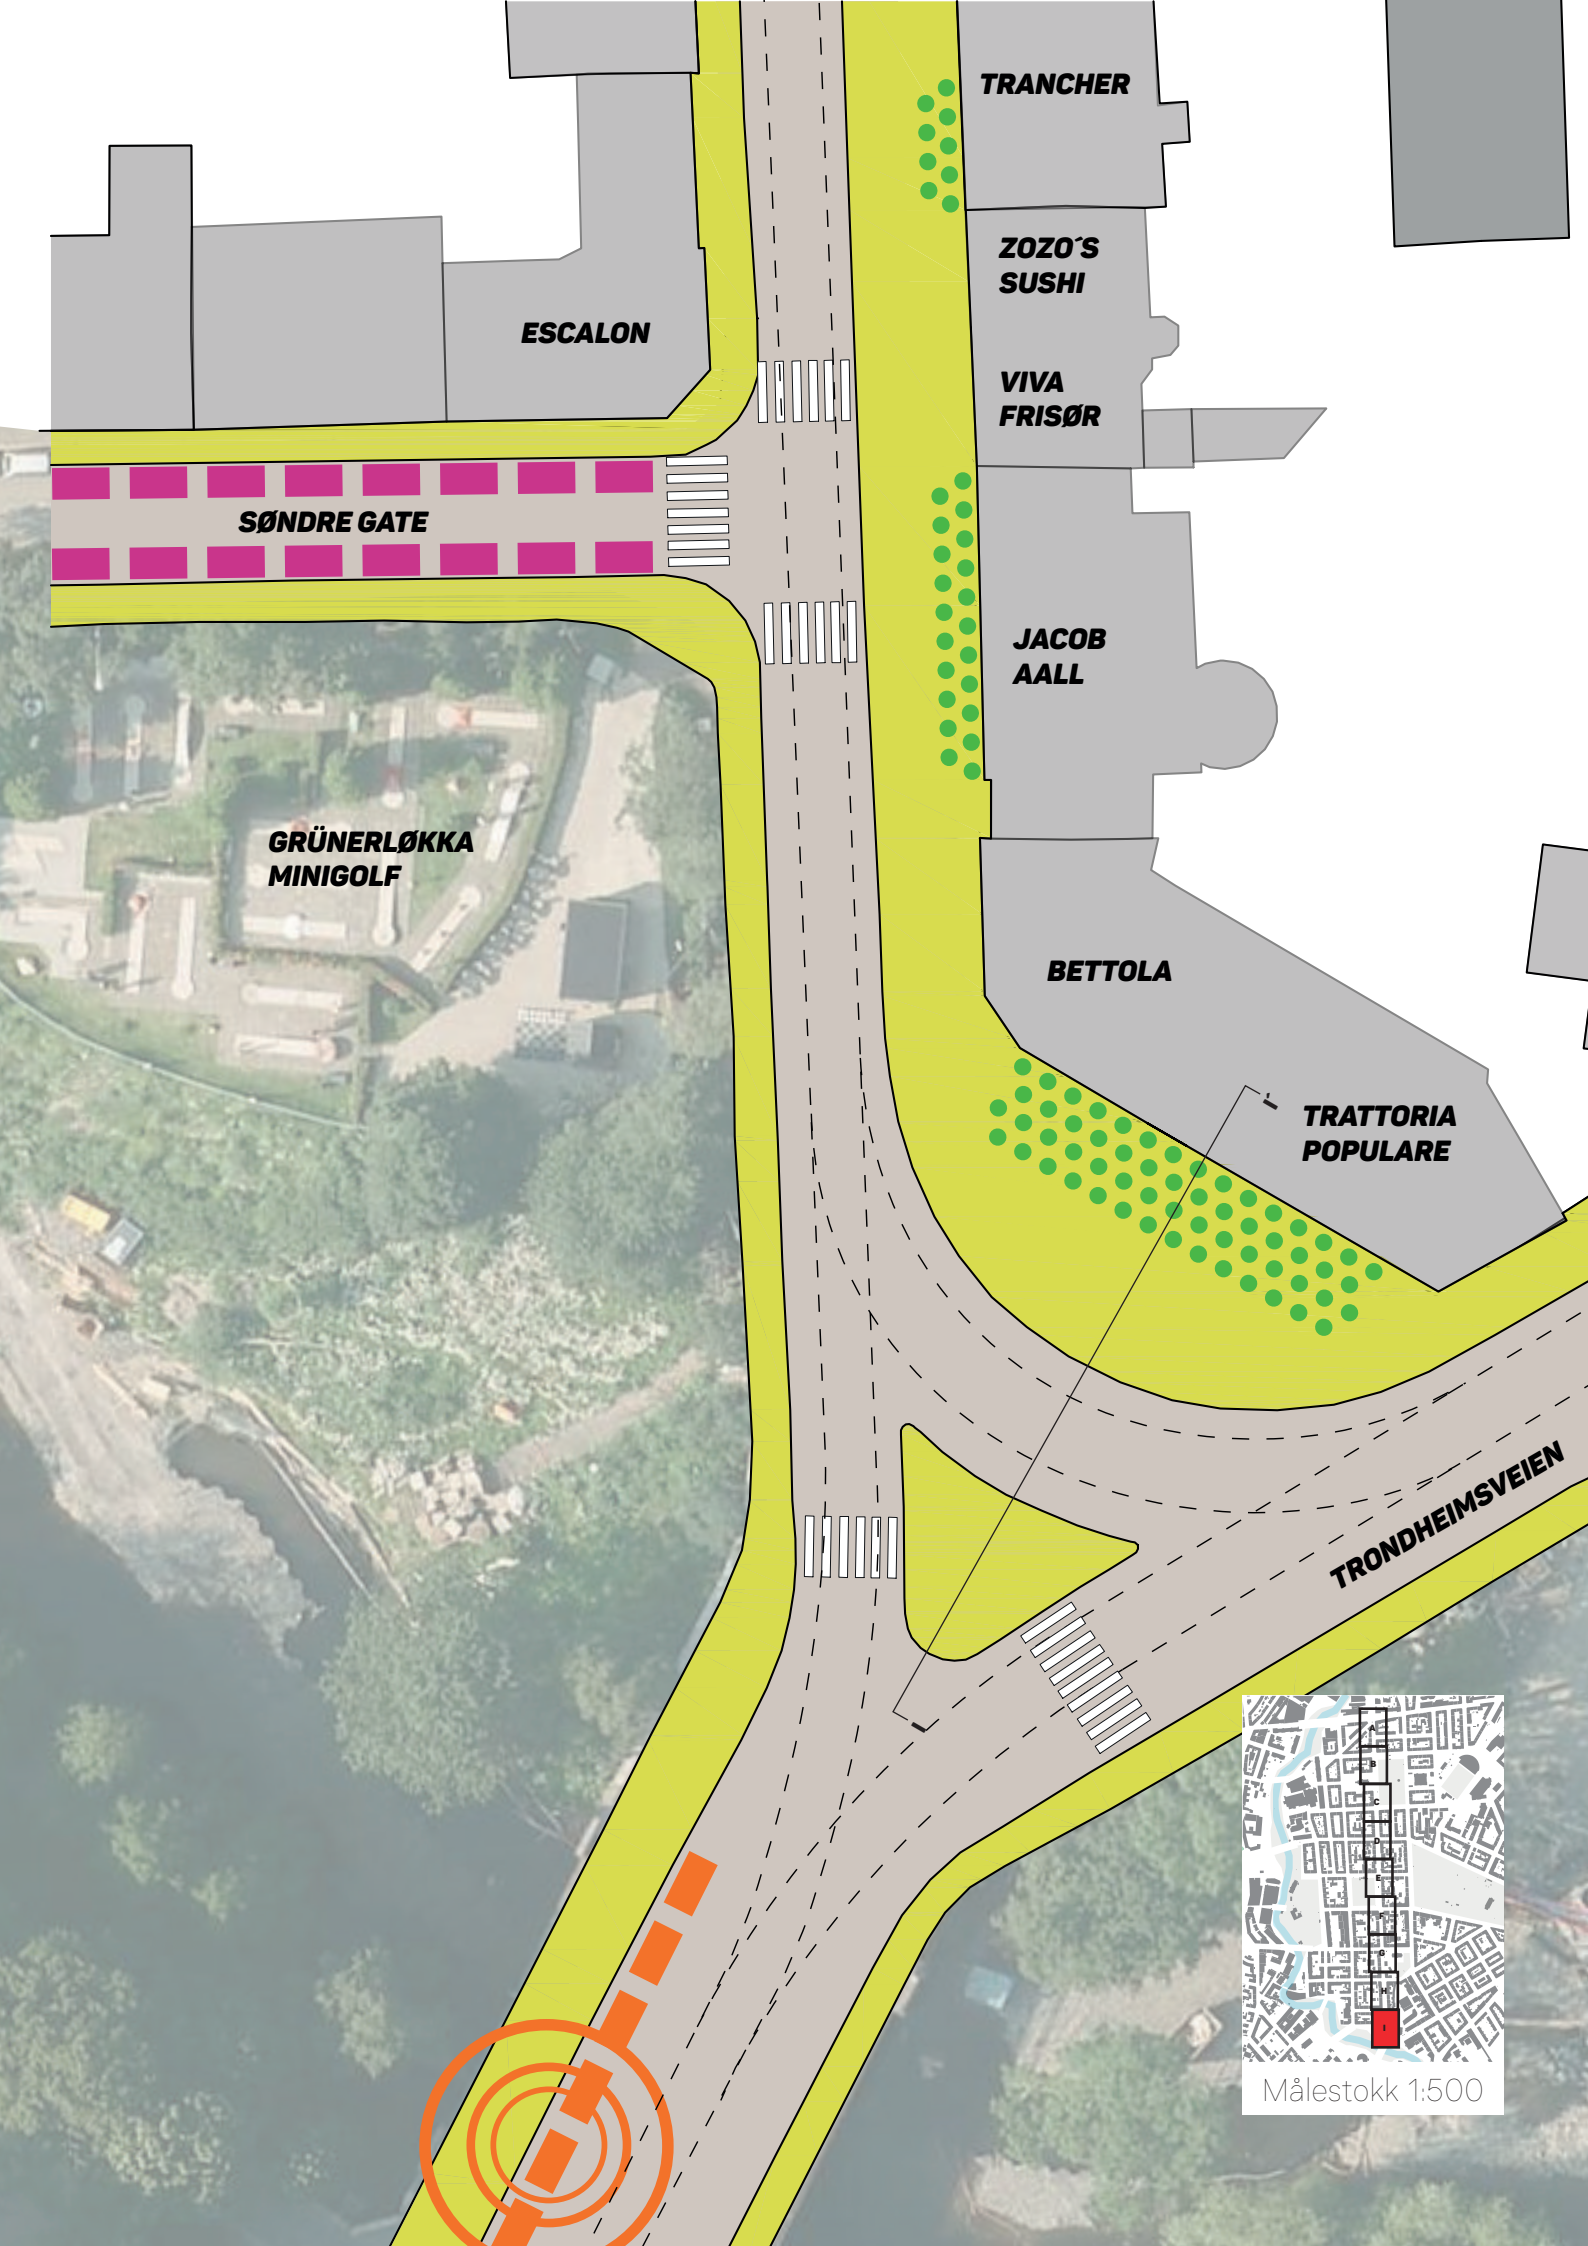 TRANCHER
ZOZO´S
SUSHI
ESCALON
VIVA
FRISØR
SØNDRE GATE
JACOB
AALL
GRÜNERLØKKA
MINIGOLF
BETTOLA
TRATTORIA
POPULARE
TRONDHEIMSVEIEN
A
B
C
D
E
F
G
H
I
Målestokk 1:500